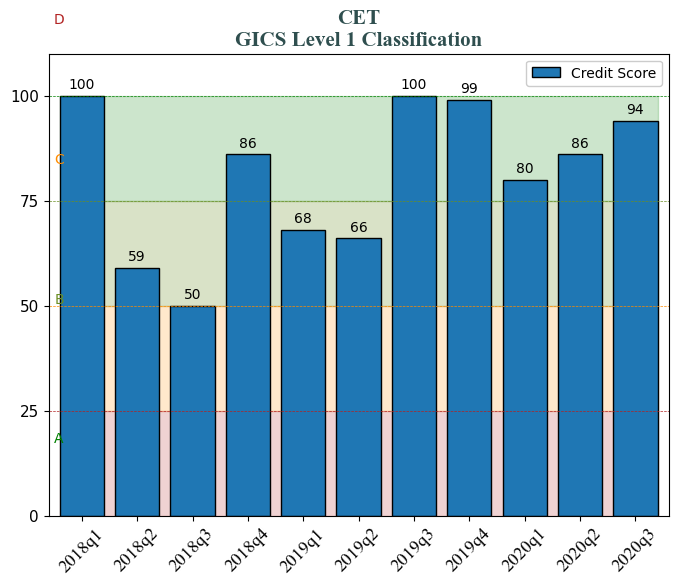 D
CET
GICS Level 1 Classification
Credit Score
100
59
50
86
68
66
100
99
80
86
94
100
75
50
25
0
C
B
A
2018q1
2018q2
2018q3
2018q4
2019q1
2019q2
2019q3
2019q4
2020q1
2020q2
2020q3